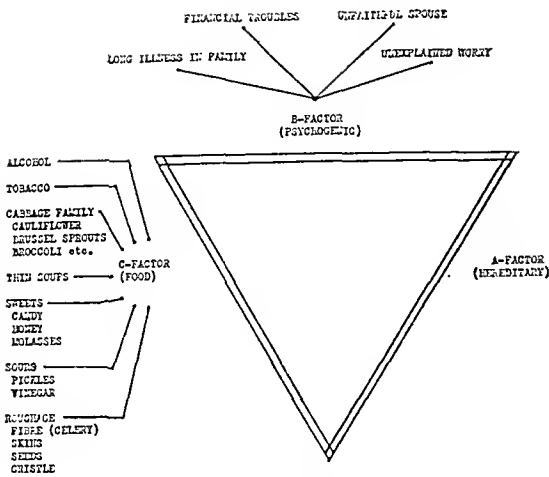 FINANCIAL TROUBLES
UNFAITHFUL SPOUSE
LONG ILLNESS IN FAMILY
UNEXPLAINED WORRY
B-FACTOR
(PSYCHOGENIC)
ALCOHOL
TOBACCO
CABBAGE FAMILY
CAULIFLOWER
BRUSSEL SPROUTS
BROCCOLI etc.
THIN SOUPS
C-FACTOR
(FOOD)
A-FACTOR
(HEREDITARY)
SWEETS
CANDY
HONEY
MOLASSES
SOURS
PICKLES
VINEGAR
ROUGHAGE
FIBRE (CELERY)
SKINS
SEEDS
GRISTLE